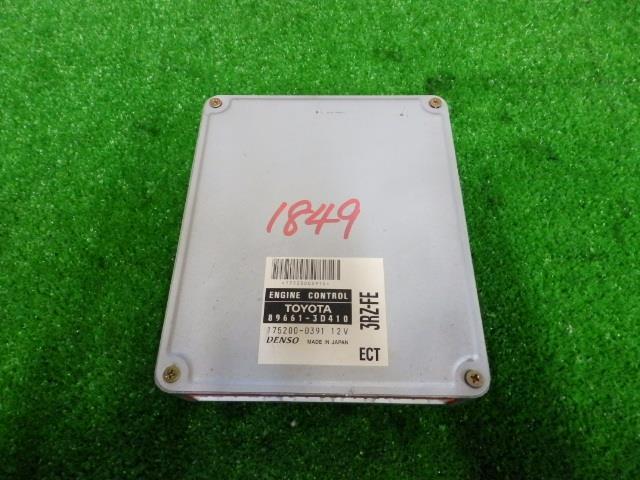 1849
ENGINE CONTROL
TOYOTA
89661-3D410
175200-0391 12V
DENSO MADE IN JAPAN
3RZ-FE
ECT